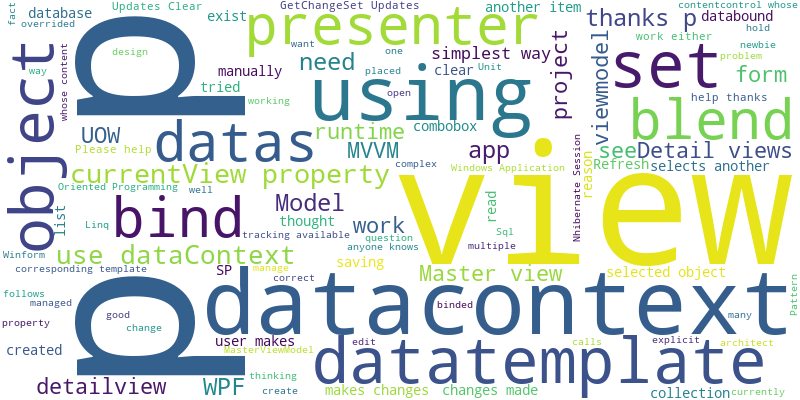 fact
database
overrided
Updates Clear
GetChangeSet Updates
another item
contentcontrol whose
exist
presenter
thanks p
databound
work either
hold
newbie
want
one
simplest way
design
way
whose content
object
p
manually
need
placed
clear
Unit
project
viewmodel
set
form
problem
tried
working
open
using
help thanks
blend
UOW
datas
runtime
combobox
Please help
MVVM
app
see
Detail views
currentView property
complex
Windows Application
Nhibernate Session
reason
Refresh
selects another
Oriented Programming
well
view
list
Linq
bind
Model
thought
read
work
Sql
tracking available
question
anyone knows
multiple
Winform
use dataContext
saving
corresponding template
SP
manage
Master view
selected object
p
datacontext
correct
Pattern
follows
managed
good
change
binded
many
property
created
user makes
MasterViewModel
edit
calls
explicit
architect
datatemplate
detailview
WPF
thinking
create
makes changes
changes made
collection
currently